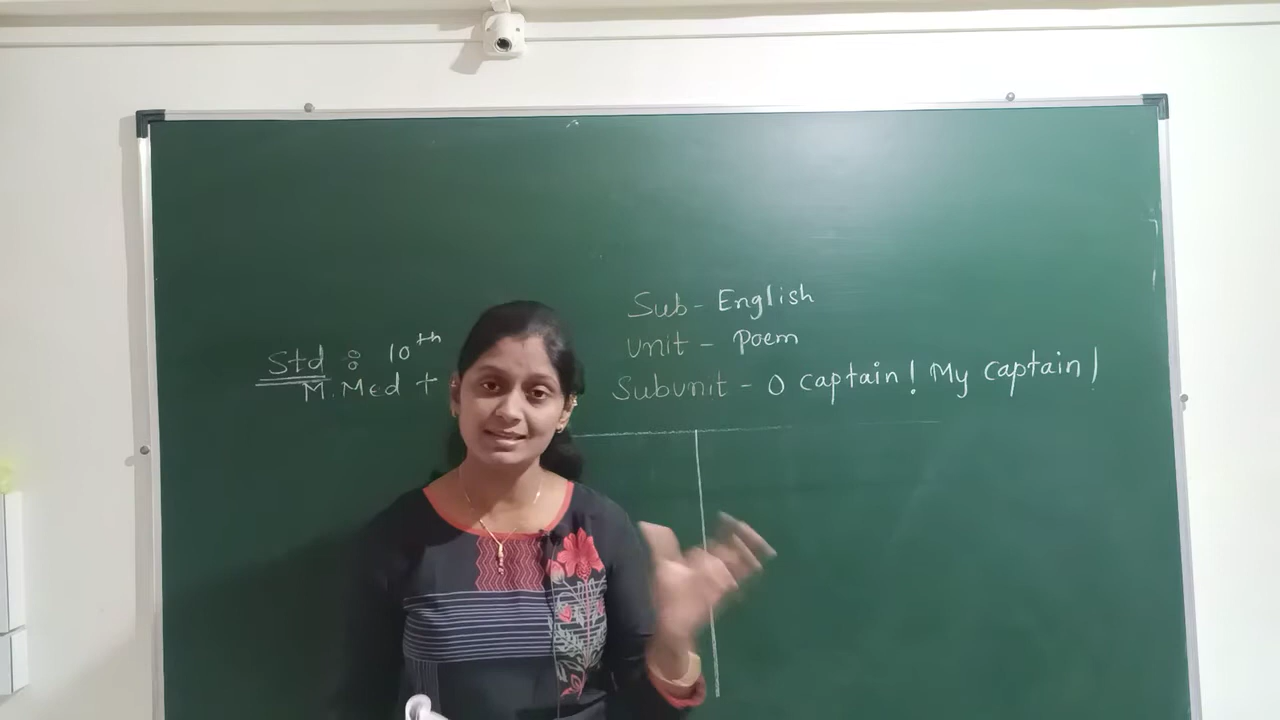 Std : 10th
M.Med +
Sub - English
Unit - Poem
Subunit - O captain! My captain!